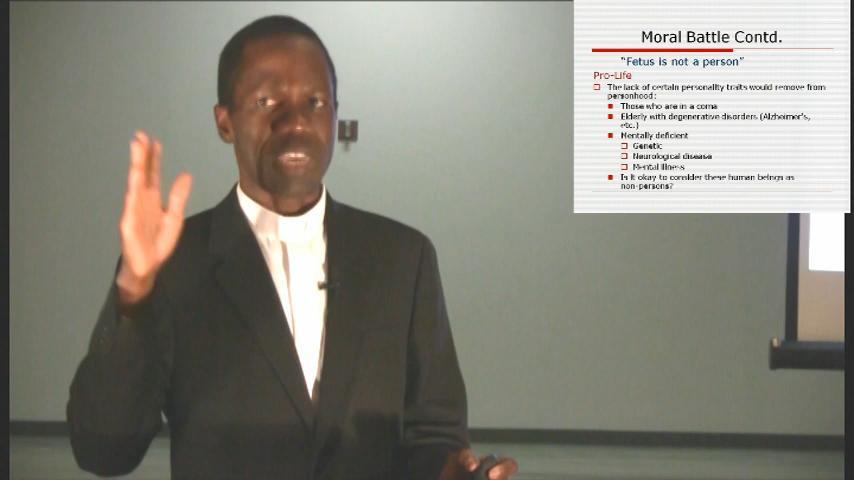 Moral Battle Contd.
"Fetus is not a person"
Pro-Life
The lack of certain personality traits would remove from
personhood:
Those who are in a coma
Elderly with degenerative disorders (Alzheimer's,
etc.)
Mentally deficient
Genetic
Neurological disease
Mental Illness
Is it okay to consider these human beings as
non-persons?